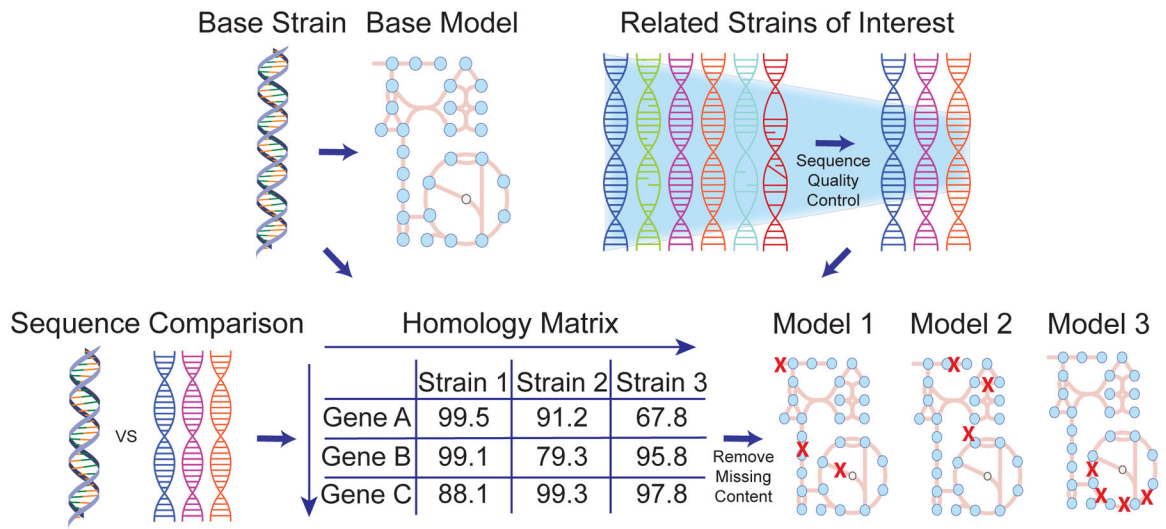 Base Strain
Base Model
Related Strains of Interest
Sequence
Quality
Control
Sequence Comparison
VS
Homology Matrix
Strain 1 Strain 2 Strain 3
Gene A 99.5 91.2 67.8
Gene B 99.1 79.3 95.8
Gene C 88.1 99.3 97.8
Remove
Missing
Content
Model 1
X
X
X
Model 2
X
X
X
Model 3
X
X
X
X